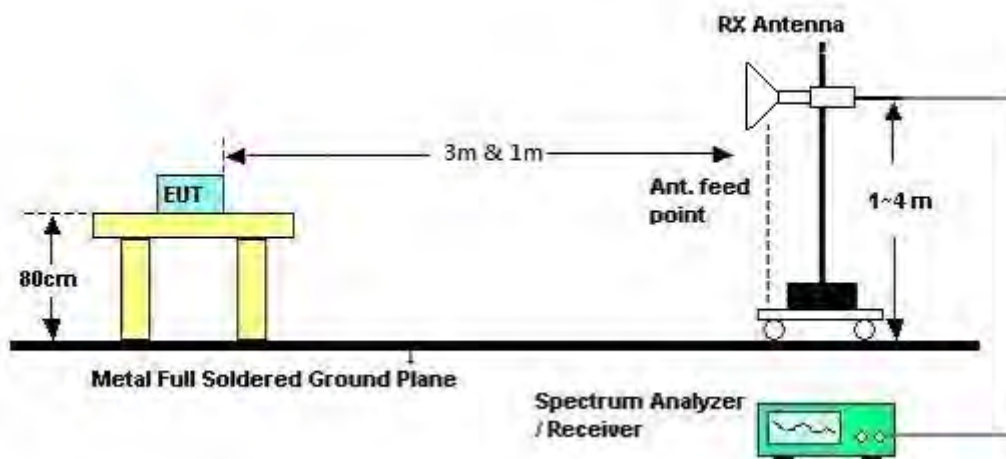 RX Antenna
3m & 1m
EUT
Ant. feed
point
1~4 m
80cm
Metal Full Soldered Ground Plane
Spectrum Analyzer
/ Receiver